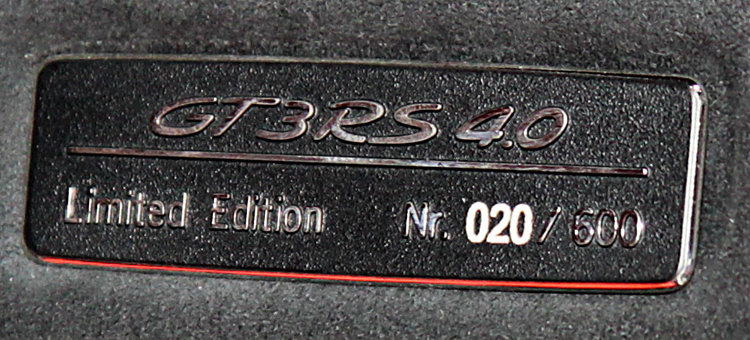 GT3RS 4.0
Limited Edition Nr. 020 / 600